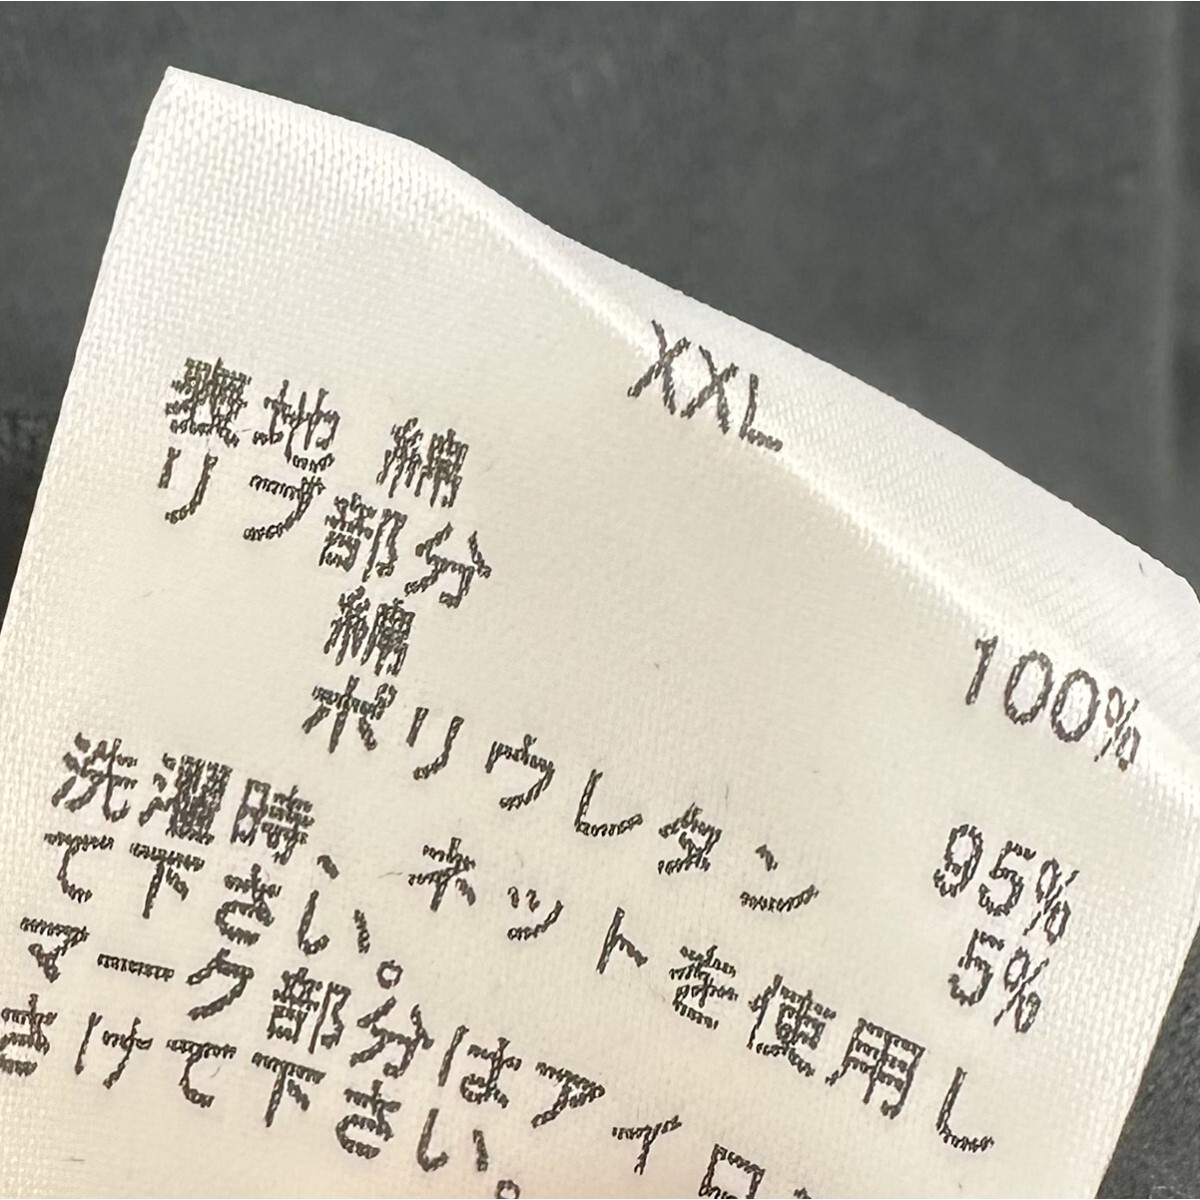 XXL
表地 綿 100%
リブ部分
綿 95%
ポリウレタン 5%
洗濯時、ネットを使用し
て下さい。
マーク部分はアイロ
避けて下さい。